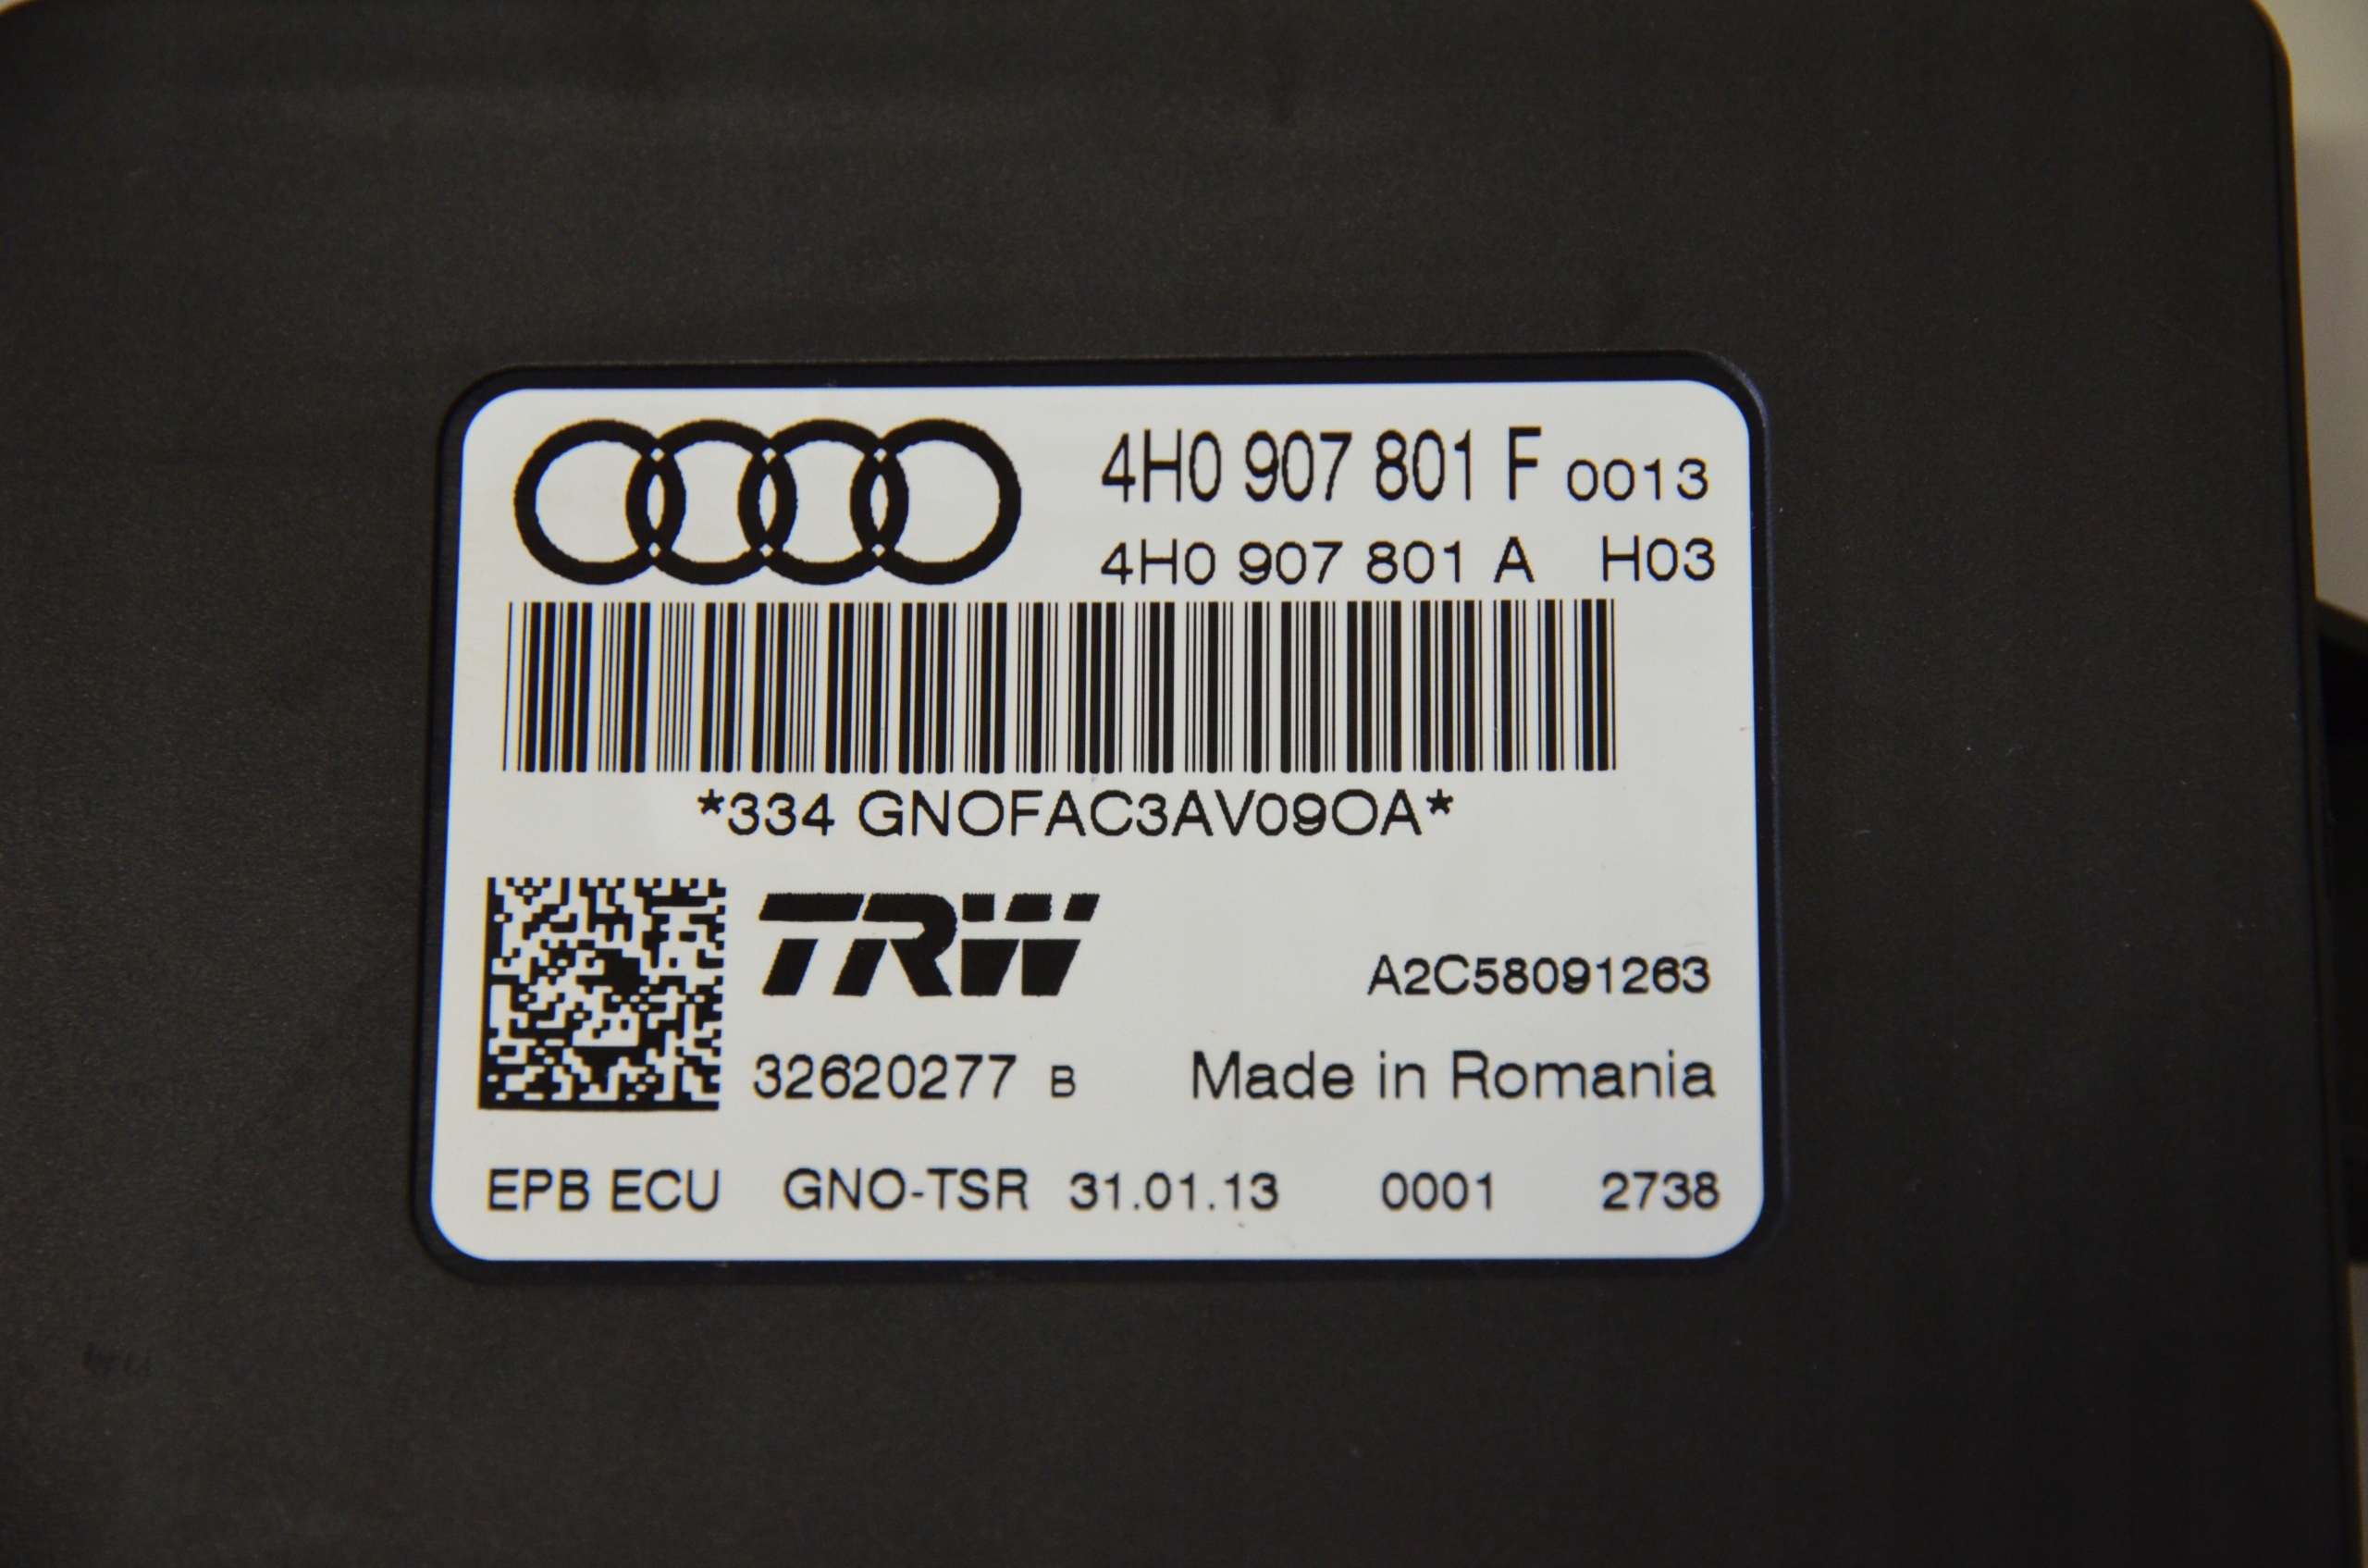 4H0 907 801 F 0013
4H0 907 801 A H03
*334 GNOFAC3AV09OA*
TRW
A2C58091263
32620277 B Made in Romania
EPB ECU GNO-TSR 31.01.13 0001 2738